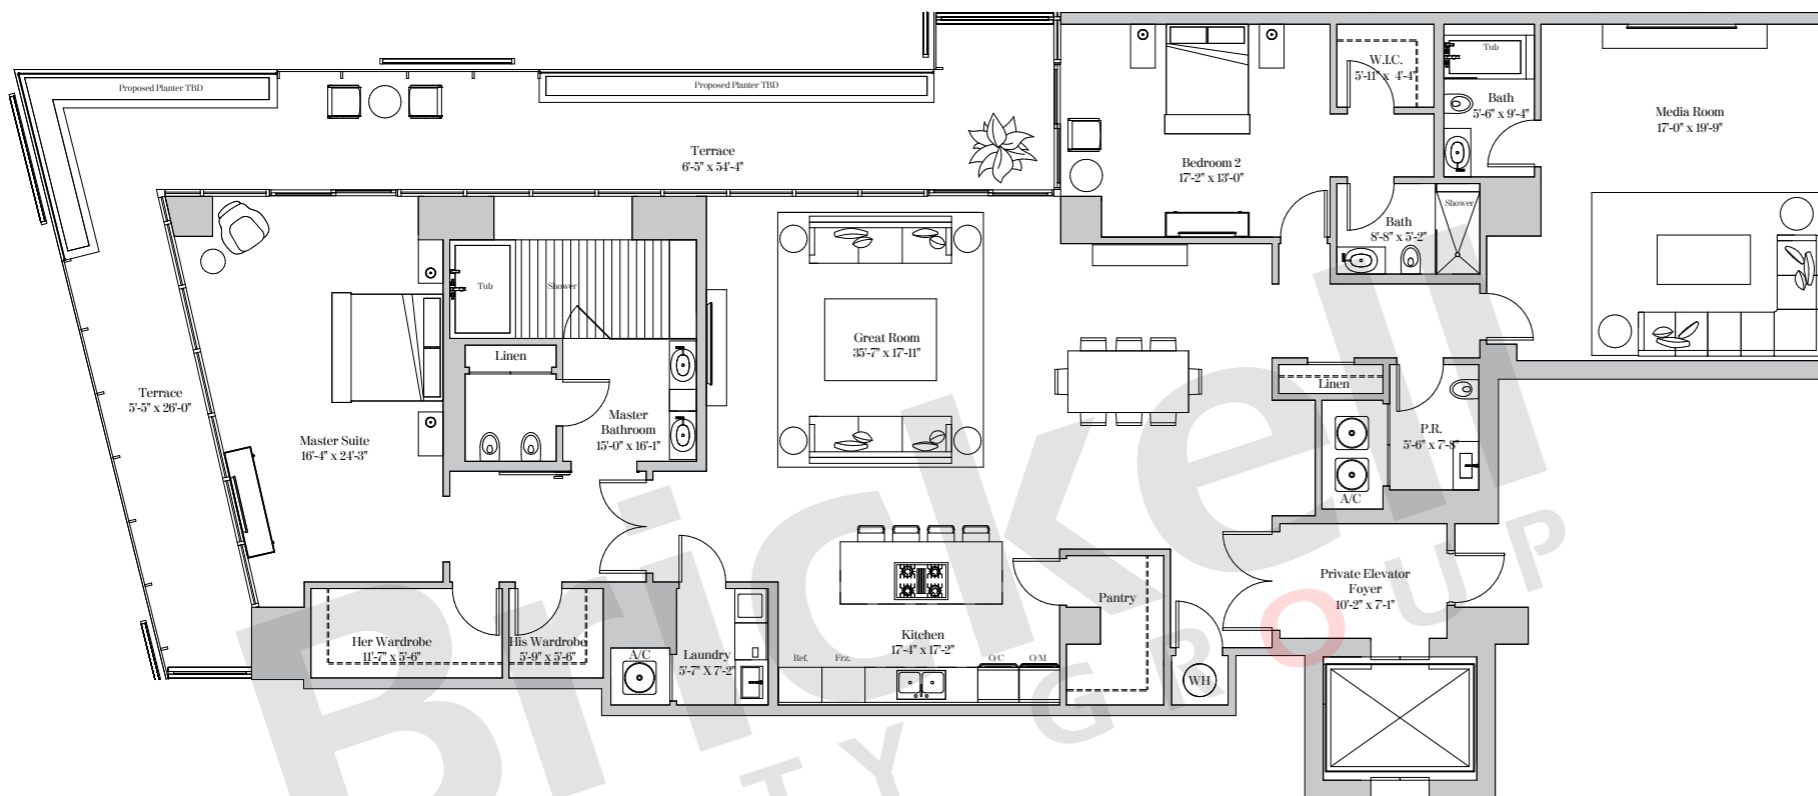 Proposed Planter TBD
Proposed Planter TBD
Terrace
6'-5" x 54'-4"
Bedroom 2
17'-2" x 13'-0"
W.I.C.
5'-11" x 4'-4"
Tub
Bath
5'-6" x 9'-4"
Media Room
17'-0" x 19'-9"
Bath
8'-8" x 5'-2"
Shower
Tub
Shower
Linen
Great Room
35'-7" x 17'-11"
Terrace
5'-5" x 26'-0"
Master Suite
16'-4" x 24'-3"
Master
Bathroom
15'-0" x 16'-1"
Linen
P.R.
5'-6" x 7'-8"
A/C
Private Elevator
Foyer
10'-2" x 7'-1"
Pantry
Her Wardrobe
11'-7" x 5'-6"
His Wardrobe
5'-9" x 5'-6"
A/C
Laundry
5'-7" X 7'-2"
Kitchen
17'-4" x 17'-2"
Ref.
Frz.
O/C
O/M
WH
Brickell
TY GROUP